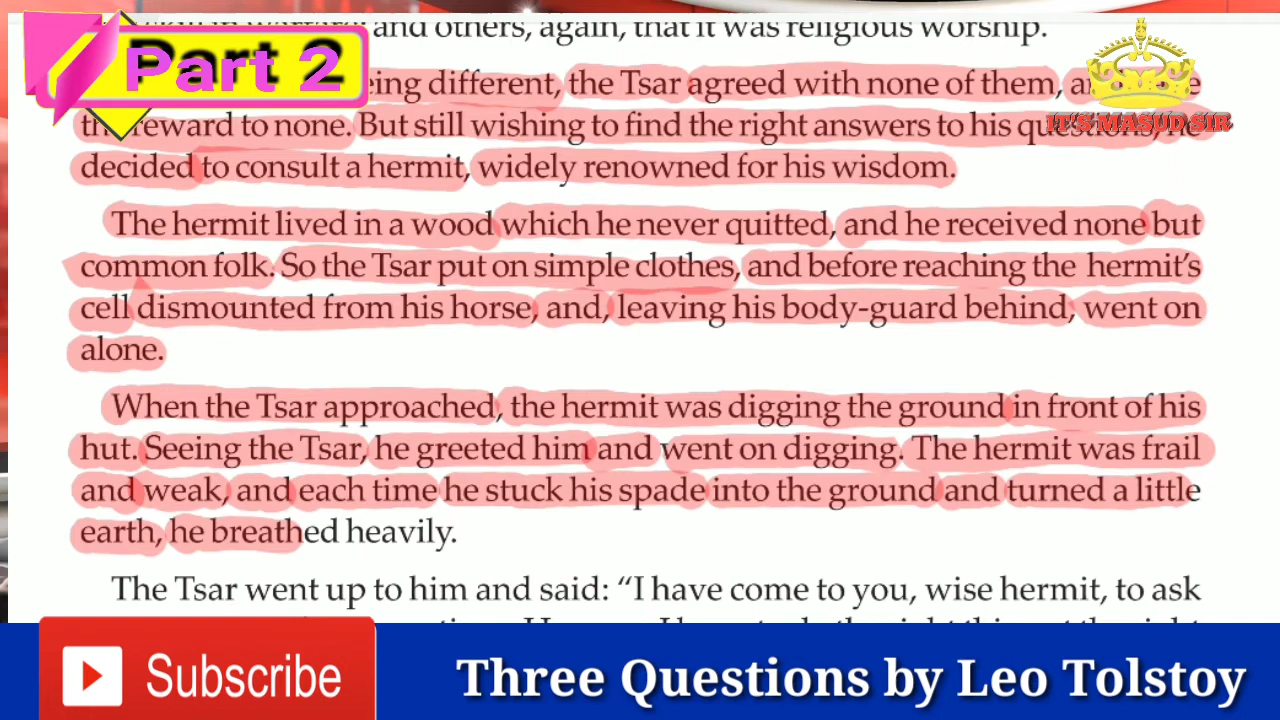 and others, again, that it was religious worship.
Part 2
eing different, the Tsar agreed with none of them,
reward to none. But still wishing to find the right answers to his questions, he
IT'S MASUD SIR
decided to consult a hermit, widely renowned for his wisdom.
The hermit lived in a wood which he never quitted, and he received none but
common folk. So the Tsar put on simple clothes, and before reaching the hermit's
cell dismounted from his horse, and, leaving his body-guard behind, went on
alone.
When the Tsar approached, the hermit was digging the ground in front of his
hut. Seeing the Tsar, he greeted him and went on digging. The hermit was frail
and weak, and each time he stuck his spade into the ground and turned a little
earth, he breathed heavily.
The Tsar went up to him and said: “I have come to you, wise hermit, to ask
Subscribe
Three Questions by Leo Tolstoy